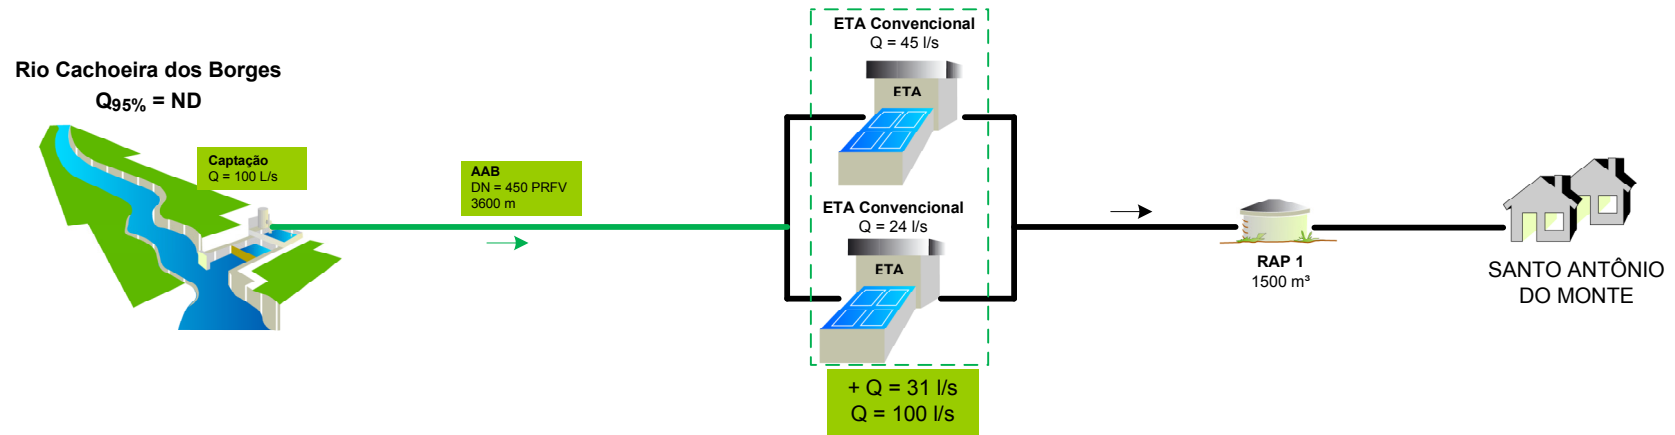 Rio Cachoeira dos Borges
Q95% = ND
Captação
Q = 100 L/s
AAB
DN = 450 PRFV
3600 m
ETA Convencional
Q = 45 l/s
ETA
ETA Convencional
Q = 24 l/s
ETA
+ Q = 31 l/s
Q = 100 l/s
RAP 1
1500 m³
SANTO ANTÔNIO
DO MONTE